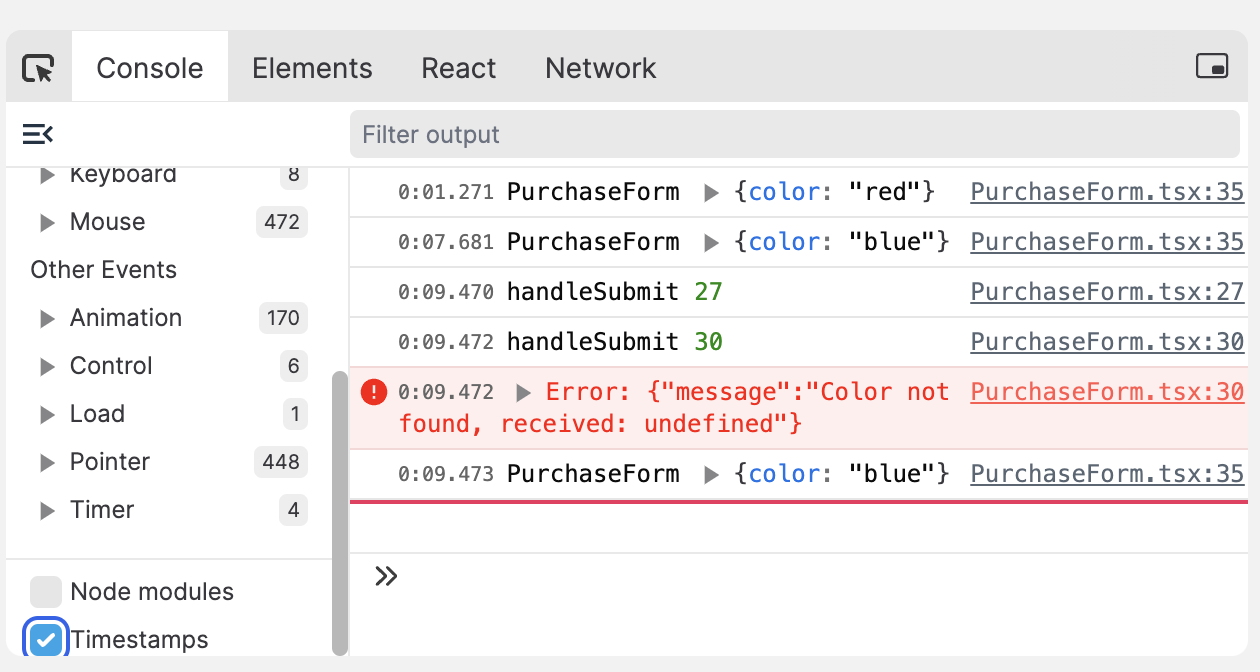 Console Elements React Network
Filter output
Keyboard 8
Mouse 472
Other Events
Animation 170
Control 6
Load 1
Pointer 448
Timer 4
Node modules
Timestamps
0:01.271 PurchaseForm {color: "red"} PurchaseForm.tsx:35
0:07.681 PurchaseForm {color: "blue"} PurchaseForm.tsx:35
0:09.470 handleSubmit 27 PurchaseForm.tsx:27
0:09.472 handleSubmit 30 PurchaseForm.tsx:30
0:09.472 Error: {"message":"Color not PurchaseForm.tsx:30
found, received: undefined"}
0:09.473 PurchaseForm {color: "blue"} PurchaseForm.tsx:35